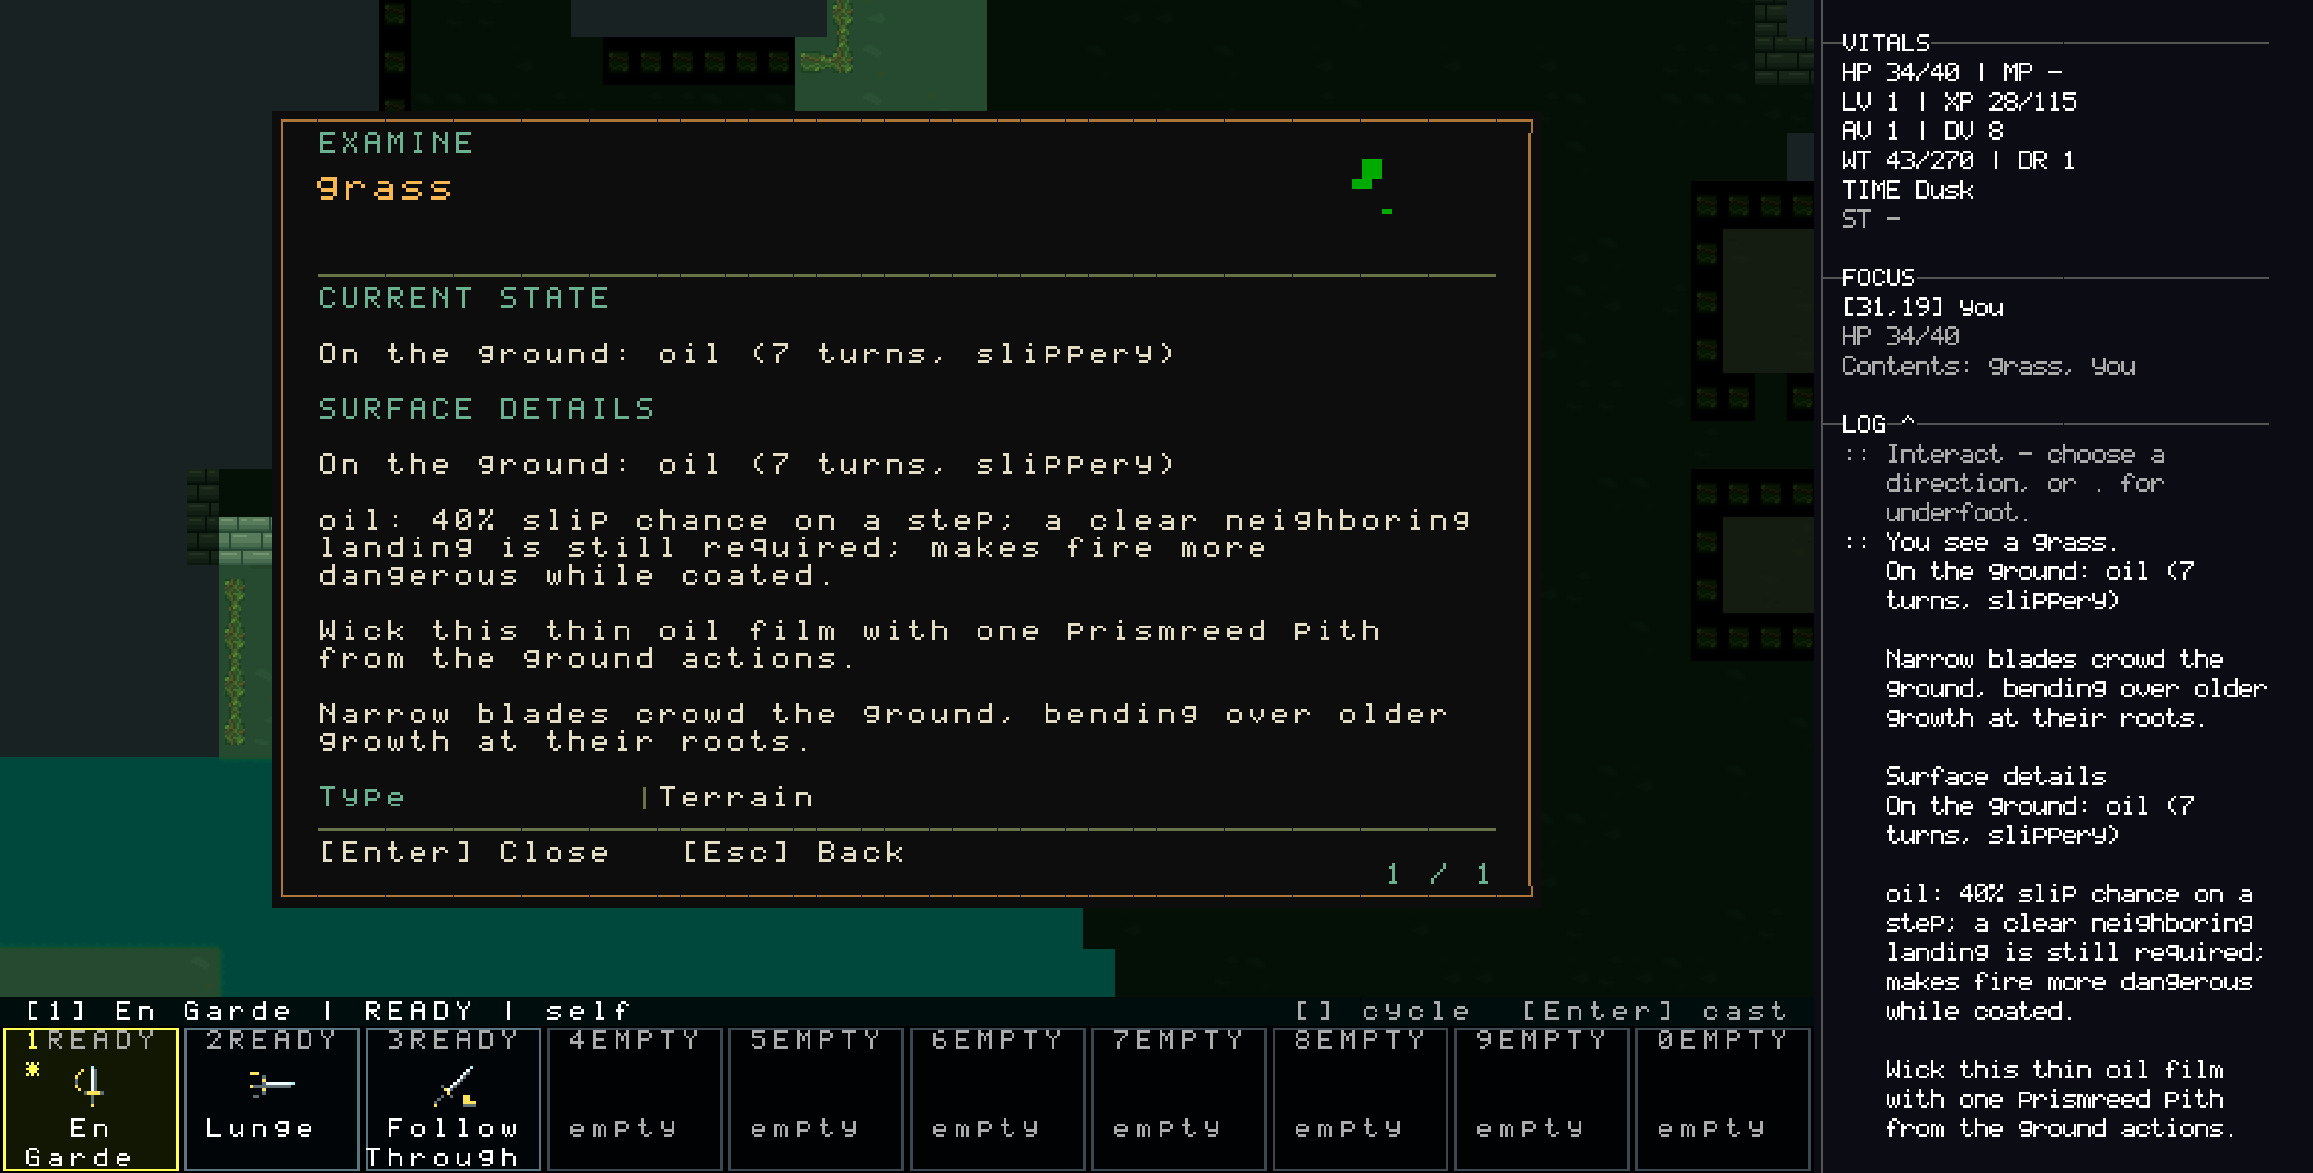 EXAMINE
grass
CURRENT STATE
On the ground: oil (7 turns, slippery)
SURFACE DETAILS
On the ground: oil (7 turns, slippery)
oil: 40% slip chance on a step; a clear neighboring
landing is still required; makes fire more
dangerous while coated.
Wick this thin oil film with one Prismreed Pith
from the ground actions.
Narrow blades crowd the ground, bending over older
growth at their roots.
Type | Terrain
[Enter] Close [Esc] Back
1 / 1
[1] En Garde | READY | self
[] cycle [Enter] cast
1READY
En
Garde
2READY
Lunge
3READY
Follow
Through
4EMPTY
empty
5EMPTY
empty
6EMPTY
empty
7EMPTY
empty
8EMPTY
empty
9EMPTY
empty
0EMPTY
empty
VITALS
HP 34/40 | MP -
LV 1 | XP 28/115
AV 1 | DV 8
WT 43/270 | DR 1
TIME Dusk
ST -
FOCUS
[31,19] You
HP 34/40
Contents: grass, You
LOG ^
:: Interact - choose a
direction, or . for
underfoot.
:: You see a grass.
On the ground: oil (7
turns, slippery)
Narrow blades crowd the
ground, bending over older
growth at their roots.
Surface details
On the ground: oil (7
turns, slippery)
oil: 40% slip chance on a
step; a clear neighboring
landing is still required;
makes fire more dangerous
while coated.
Wick this thin oil film
with one Prismreed Pith
from the ground actions.